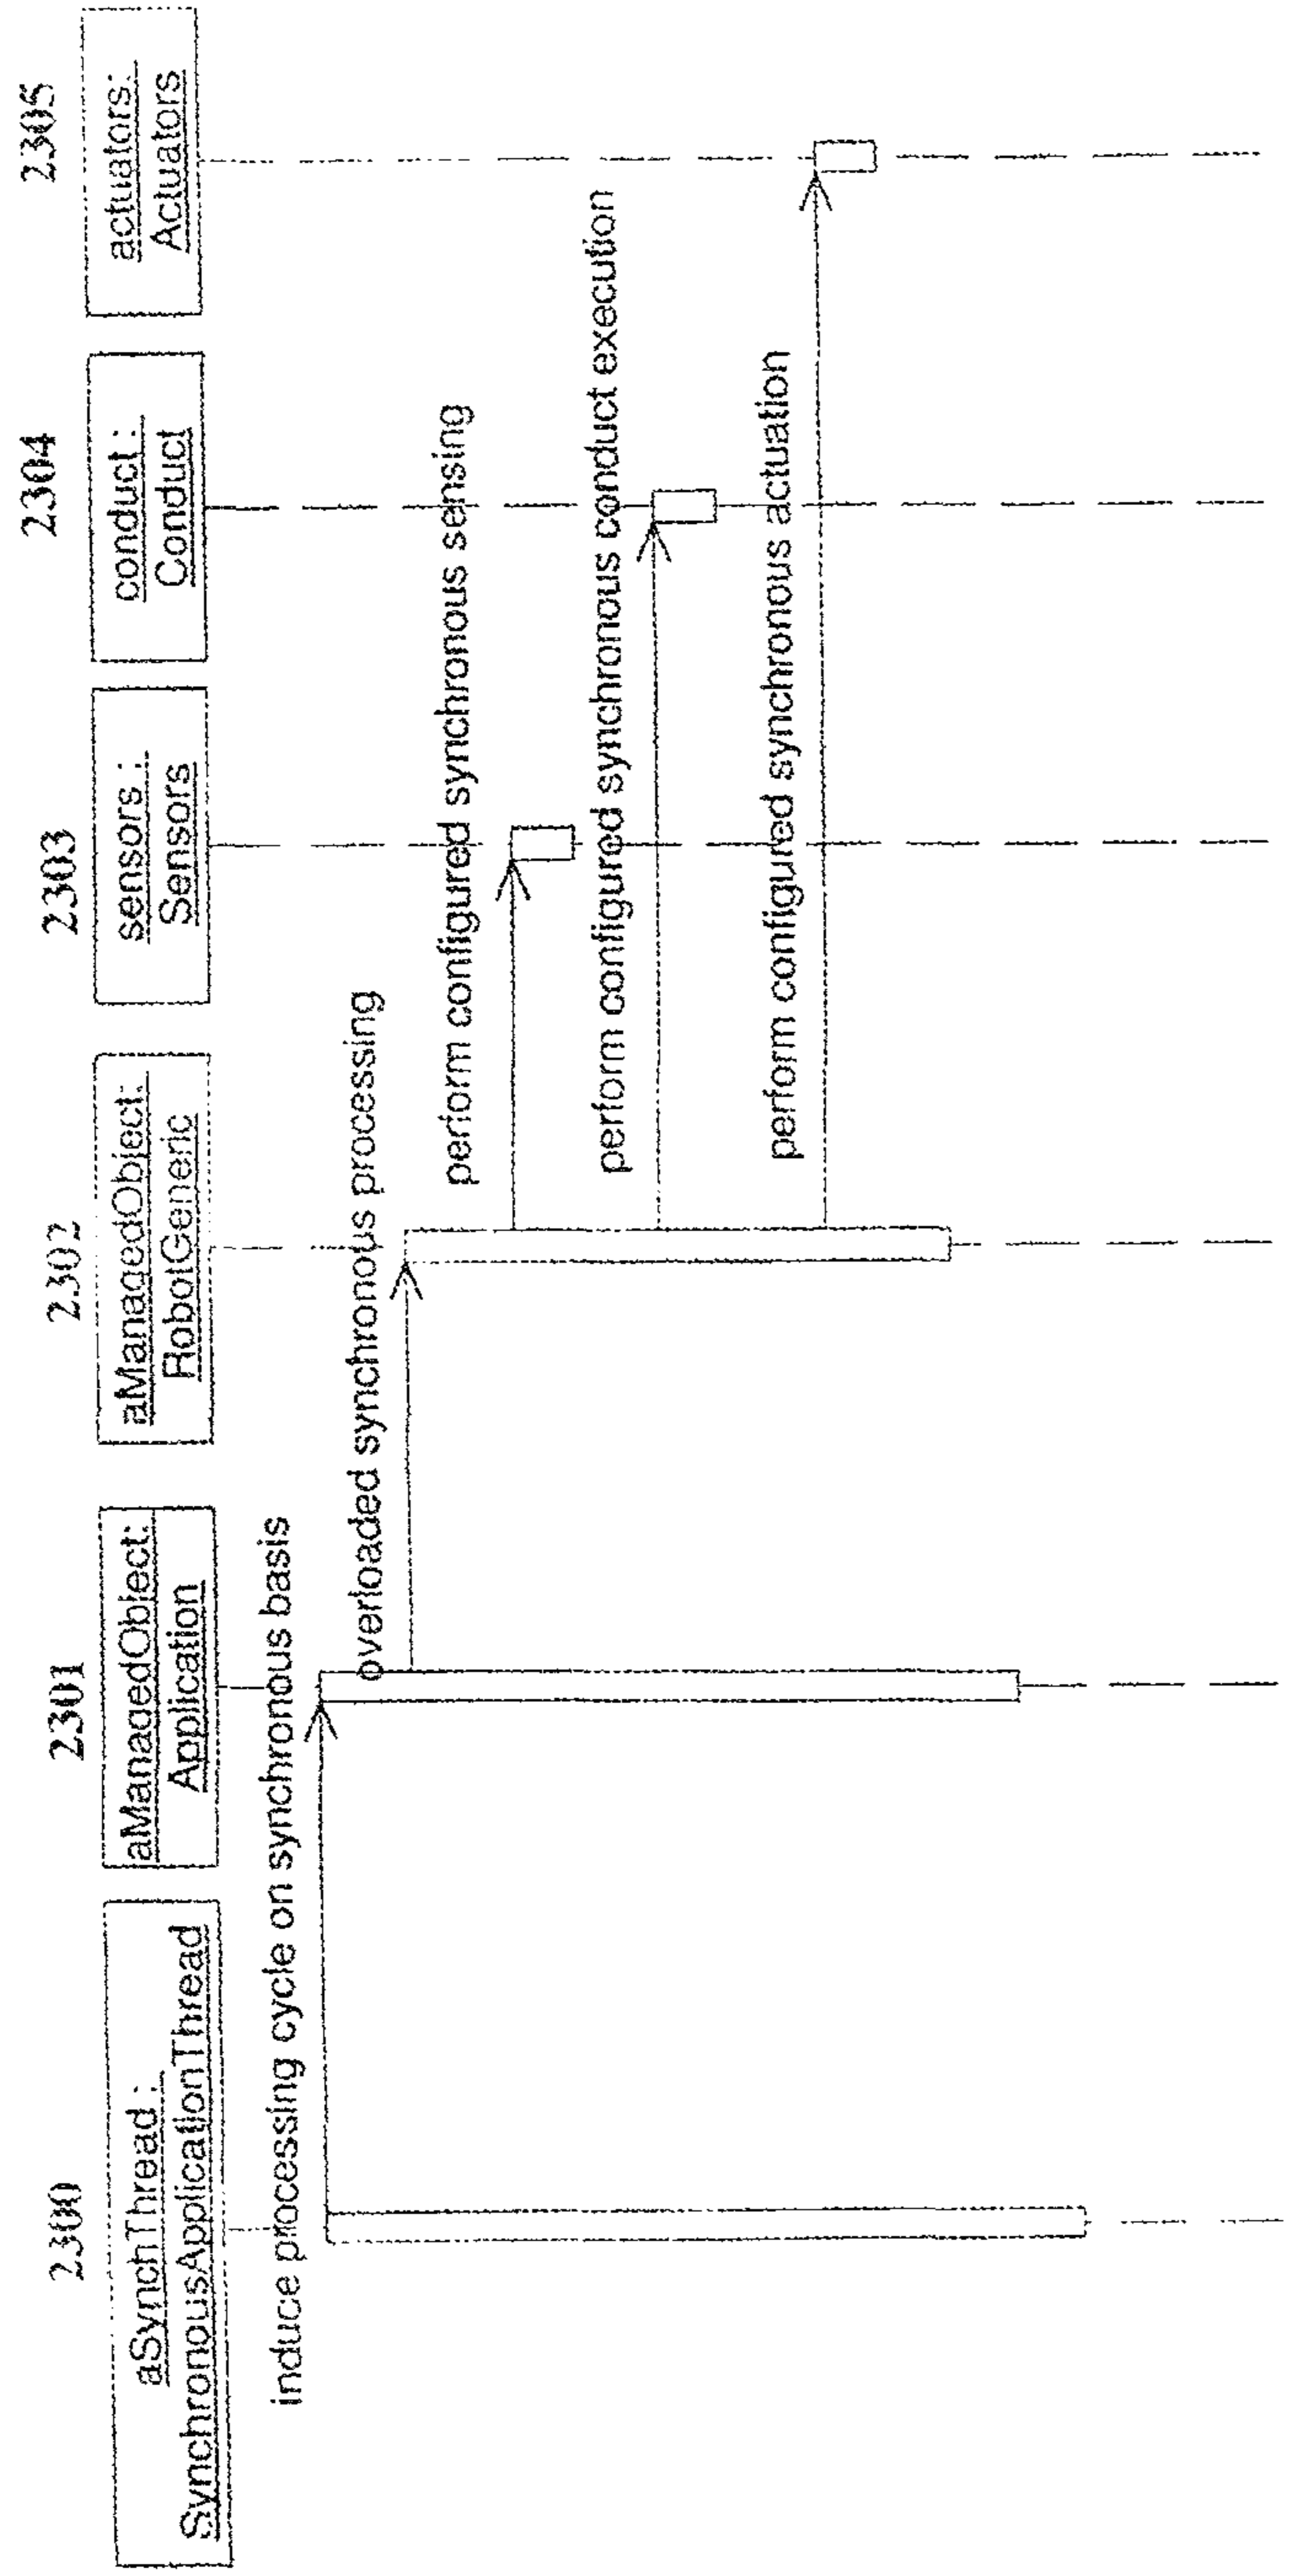 2300
2301
2302
2303
2304
2305
aSynchThread :
SynchronousApplicationThread
aManagedObject:
Application
aManagedObject:
RobotGeneric
sensors :
Sensors
conduct :
Conduct
actuators:
Actuators
induce processing cycle on synchronous basis
overloaded synchronous processing
perform configured synchronous sensing
perform configured synchronous conduct execution
perform configured synchronous actuation